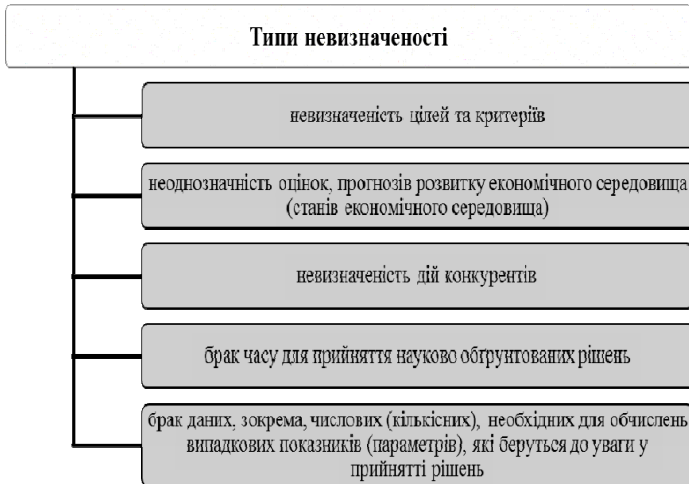 Типи невизначеності
невизначеність цілей та критеріїв
неоднозначність оцінок, прогнозів розвитку економічного середовища
(станів економічного середовища)
невизначеність дій конкурентів
брак часу для прийняття науково обґрунтованих рішень
брак даних, зокрема, числових (кількісних), необхідних для обчислень
випадкових показників (параметрів), які беруться до уваги у
прийнятті рішень